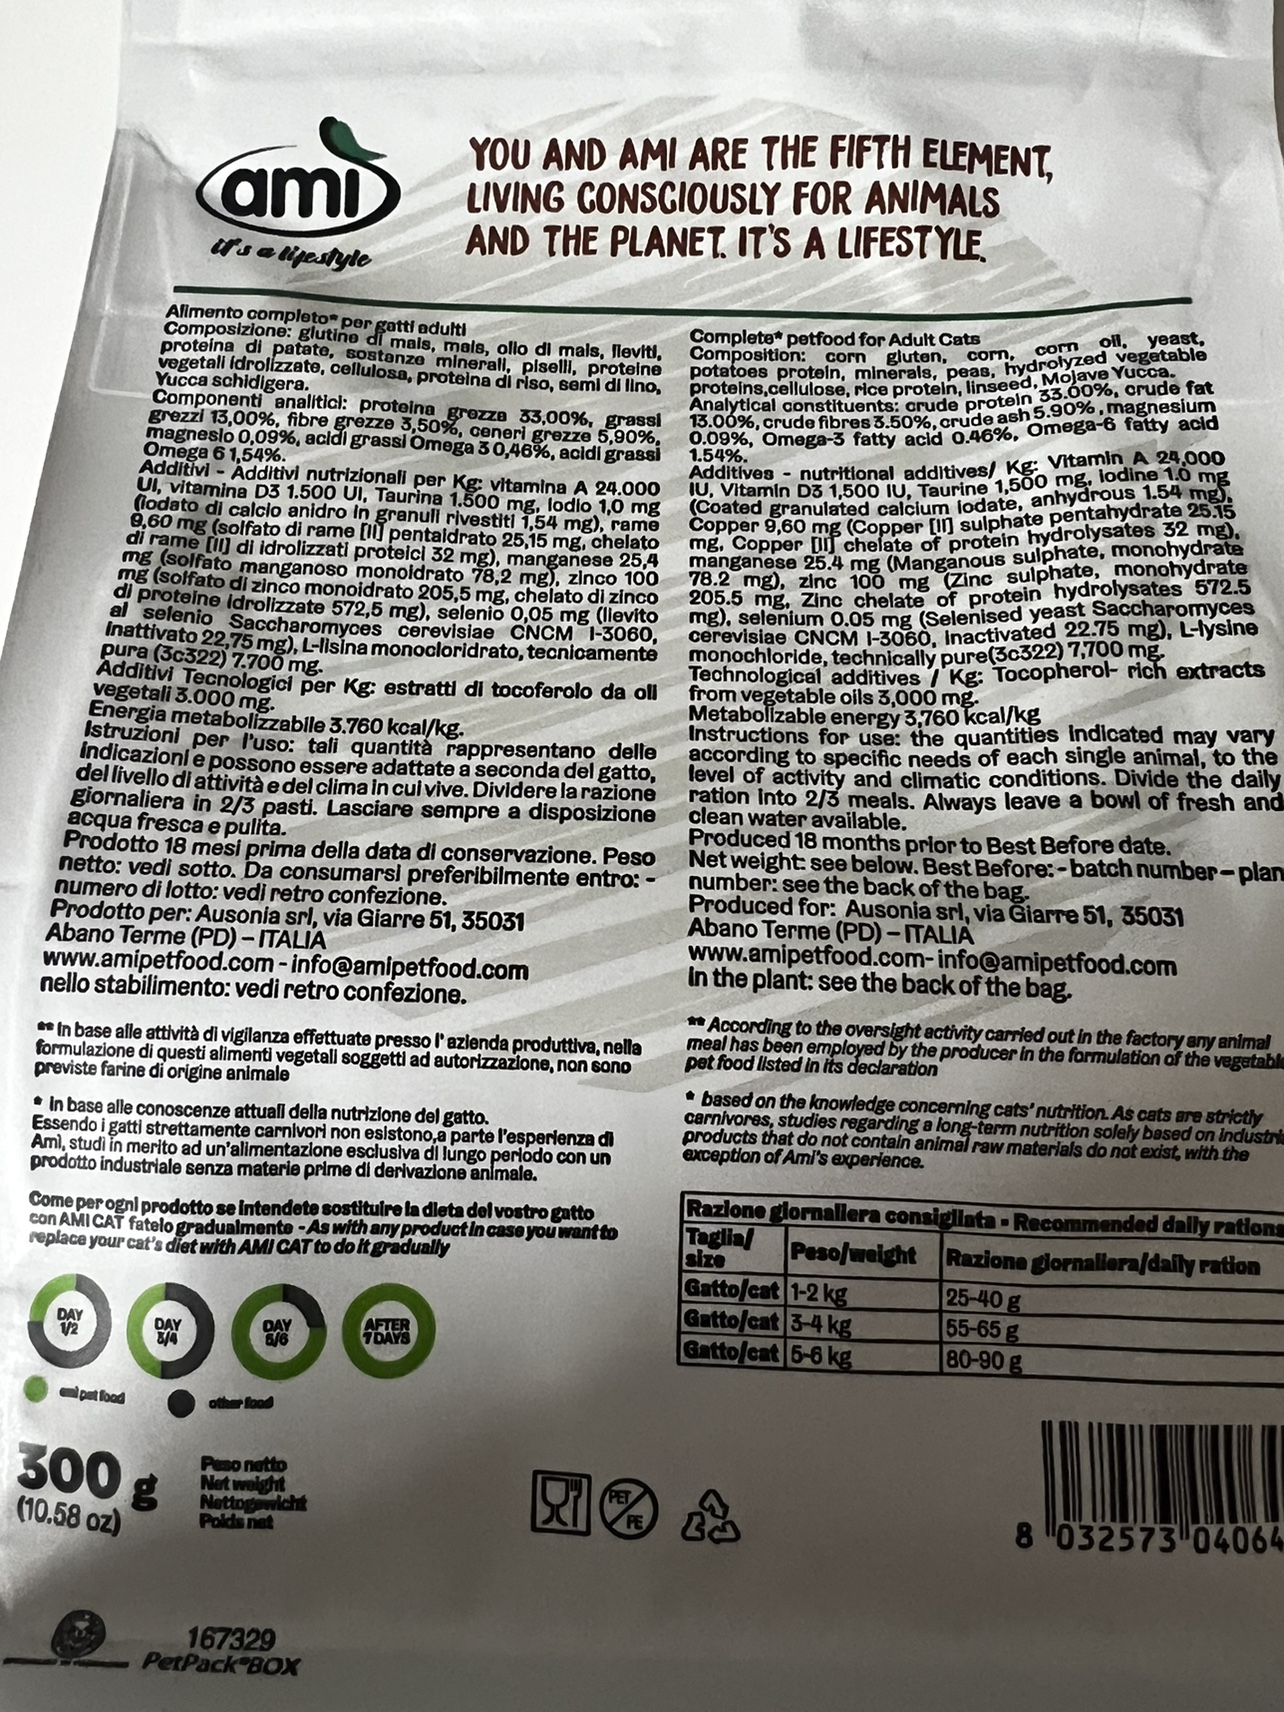 ami
it's a lifestyle
YOU AND AMI ARE THE FIFTH ELEMENT,
LIVING CONSCIOUSLY FOR ANIMALS
AND THE PLANET. IT'S A LIFESTYLE.
Alimento completo* per gatti adulti
Composizione: glutine di mais, mais, olio di mais, lieviti,
proteina di patate, sostanze minerali, piselli, proteine
vegetali idrolizzate, cellulosa, proteina di riso, semi di lino,
Yucca schidigera.
Componenti analitici: proteina grezza 33,00%, grassi
grezzi 13,00%, fibre grezze 3,50%, ceneri grezze 5,90%,
magnesio 0,09%, acidi grassi Omega 3 0,46%, acidi grassi
Omega 6 1,54%.
Additivi - Additivi nutrizionali per Kg: vitamina A 24.000
UI, vitamina D3 1.500 UI, Taurina 1.500 mg, Iodio 1,0 mg
(iodato di calcio anidro in granuli rivestiti 1,54 mg), rame
9,60 mg (solfato di rame [II] pentaidrato 25,15 mg, chelato
di rame [II] di idrolizzati proteici 32 mg), manganese 25,4
mg (solfato manganoso monoidrato 78,2 mg), zinco 100
mg (solfato di zinco monoidrato 205,5 mg, chelato di zinco
di proteine idrolizzate 572,5 mg), selenio 0,05 mg (lievito
al selenio Saccharomyces cerevisiae CNCM I-3060,
inattivato 22,75 mg), L-lisina monocloridrato, tecnicamente
pura (3c322) 7.700 mg.
Additivi Tecnologici per Kg: estratti di tocoferolo da oli
vegetali 3.000 mg.
Energia metabolizzabile 3.760 kcal/kg.
Istruzioni per l'uso: tali quantità rappresentano delle
indicazioni e possono essere adattate a seconda del gatto,
del livello di attività e del clima in cui vive. Dividere la razione
giornaliera in 2/3 pasti. Lasciare sempre a disposizione
acqua fresca e pulita.
Prodotto 18 mesi prima della data di conservazione. Peso
netto: vedi sotto. Da consumarsi preferibilmente entro: -
numero di lotto: vedi retro confezione.
Prodotto per: Ausonia srl, via Giarre 51, 35031
Abano Terme (PD) – ITALIA
www.amipetfood.com - info@amipetfood.com
nello stabilimento: vedi retro confezione.
** In base alle attività di vigilanza effettuate presso l' azienda produttiva, nella
formulazione di questi alimenti vegetali soggetti ad autorizzazione, non sono
previste farine di origine animale
* in base alle conoscenze attuali della nutrizione del gatto.
Essendo i gatti strettamente carnivori non esistono,a parte l'esperienza di
Amì, studi in merito ad un'alimentazione esclusiva di lungo periodo con un
prodotto industriale senza materie prime di derivazione animale.
Come per ogni prodotto se intendete sostituire la dieta del vostro gatto
con AMI CAT fatelo gradualmente - As with any product in case you want to
replace your cat's diet with AMI CAT to do it gradually
DAY
1/2
DAY
3/4
DAY
5/6
AFTER
7 DAYS
ami pet food
other food
300 g
(10.58 oz)
Peso netto
Net weight
Nettogewicht
Poids net
167329
PetPack®BOX
Complete* petfood for Adult Cats
Composition: corn gluten, corn, corn oil, yeast,
potatoes protein, minerals, peas, hydrolyzed vegetable
proteins,cellulose, rice protein, linseed, Mojave Yucca.
Analytical constituents: crude protein 33.00%, crude fat
13.00%, crude fibres 3.50%, crude ash 5.90% , magnesium
0.09%, Omega-3 fatty acid 0.46%, Omega-6 fatty acid
1.54%.
Additives - nutritional additives/ Kg: Vitamin A 24,000
IU, Vitamin D3 1,500 IU, Taurine 1,500 mg, iodine 1.0 mg
(Coated granulated calcium iodate, anhydrous 1.54 mg),
Copper 9,60 mg (Copper [II] sulphate pentahydrate 25.15
mg, Copper [II] chelate of protein hydrolysates 32 mg),
manganese 25.4 mg (Manganous sulphate, monohydrate
78.2 mg), zinc 100 mg (Zinc sulphate, monohydrate
205.5 mg, Zinc chelate of protein hydrolysates 572.5
mg), selenium 0.05 mg (Selenised yeast Saccharomyces
cerevisiae CNCM I-3060, inactivated 22.75 mg), L-lysine
monochloride, technically pure(3c322) 7,700 mg.
Technological additives / Kg: Tocopherol- rich extracts
from vegetable oils 3,000 mg.
Metabolizable energy 3,760 kcal/kg
Instructions for use: the quantities indicated may vary
according to specific needs of each single animal, to the
level of activity and climatic conditions. Divide the daily
ration into 2/3 meals. Always leave a bowl of fresh and
clean water available.
Produced 18 months prior to Best Before date.
Net weight: see below. Best Before: - batch number – plan
number: see the back of the bag.
Produced for: Ausonia srl, via Giarre 51, 35031
Abano Terme (PD) – ITALIA
www.amipetfood.com- info@amipetfood.com
In the plant: see the back of the bag.
** According to the oversight activity carried out in the factory any animal
meal has been employed by the producer in the formulation of the vegetable
pet food listed in its declaration
* based on the knowledge concerning cats' nutrition. As cats are strictly
carnivores, studies regarding a long-term nutrition solely based on industri
products that do not contain animal raw materials do not exist, with the
exception of Ami's experience.
Razione giornaliera consigliata - Recommended daily rations
Taglia/
size
Peso/weight
Razione giornaliera/daily ration
Gatto/cat 1-2 kg 25-40 g
Gatto/cat 3-4 kg 55-65 g
Gatto/cat 5-6 kg 80-90 g
PET
PE
8 032573 04064